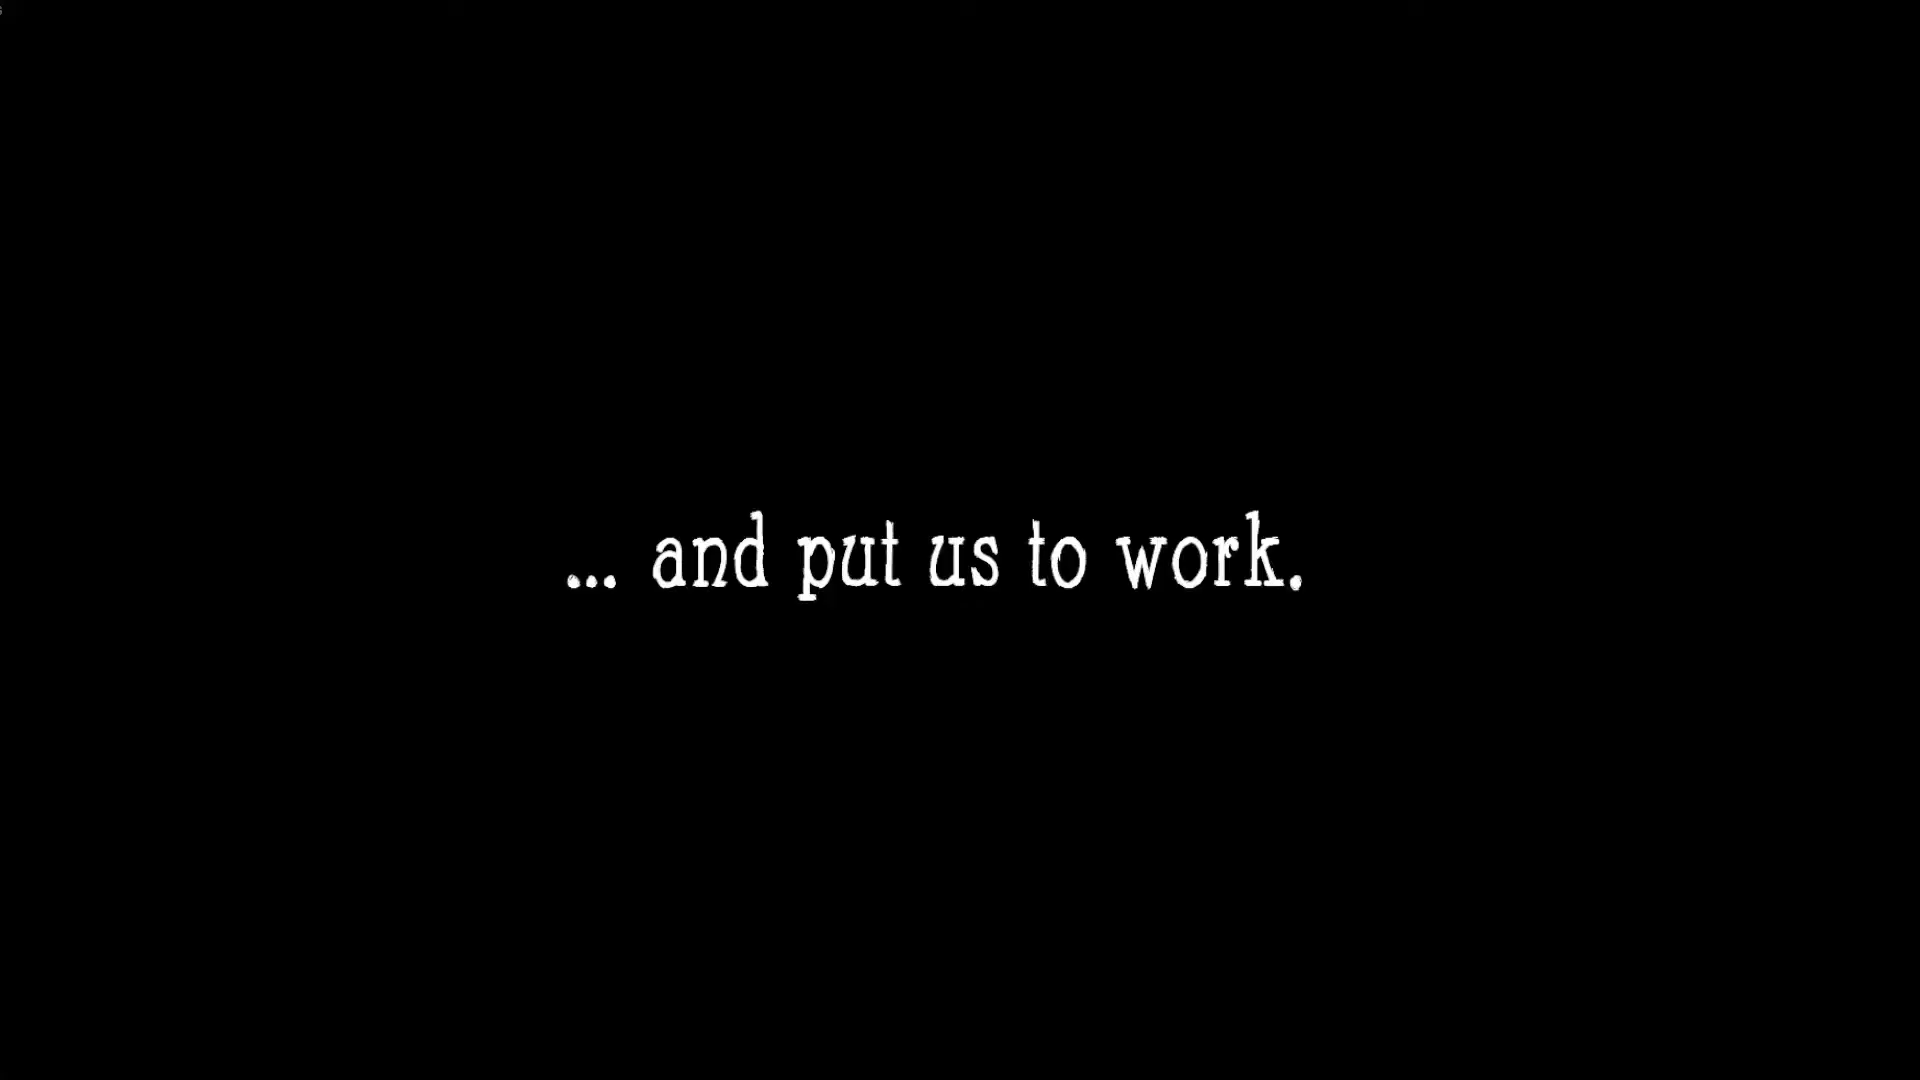 ... and put us to work.